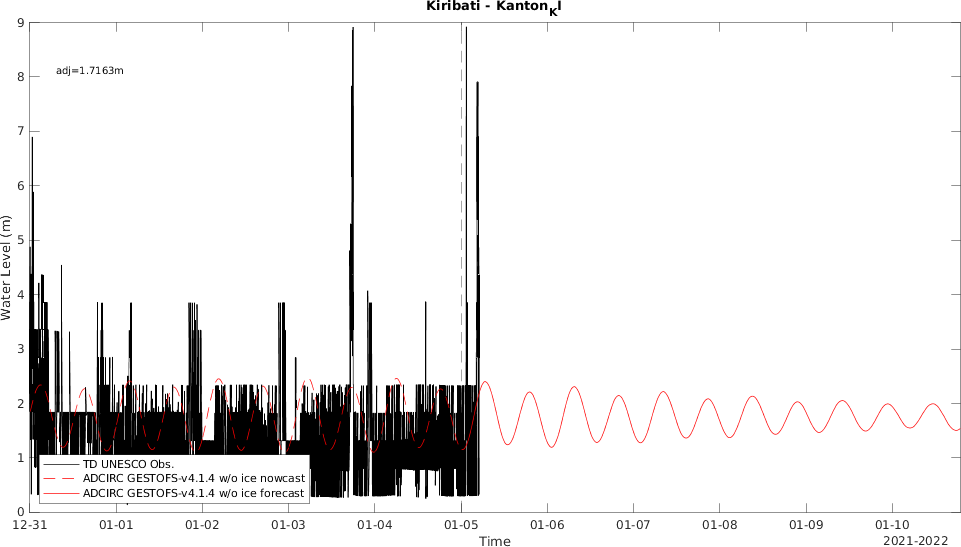 Kiribati - Kanton_KI
9
8
7
6
5
4
3
2
1
0
Water Level (m)
adj=1.7163m
TD UNESCO Obs.
ADCIRC GESTOFS-v4.1.4 w/o ice nowcast
ADCIRC GESTOFS-v4.1.4 w/o ice forecast
12-31 01-01 01-02 01-03 01-04 01-05 01-06 01-07 01-08 01-09 01-10
Time
2021-2022